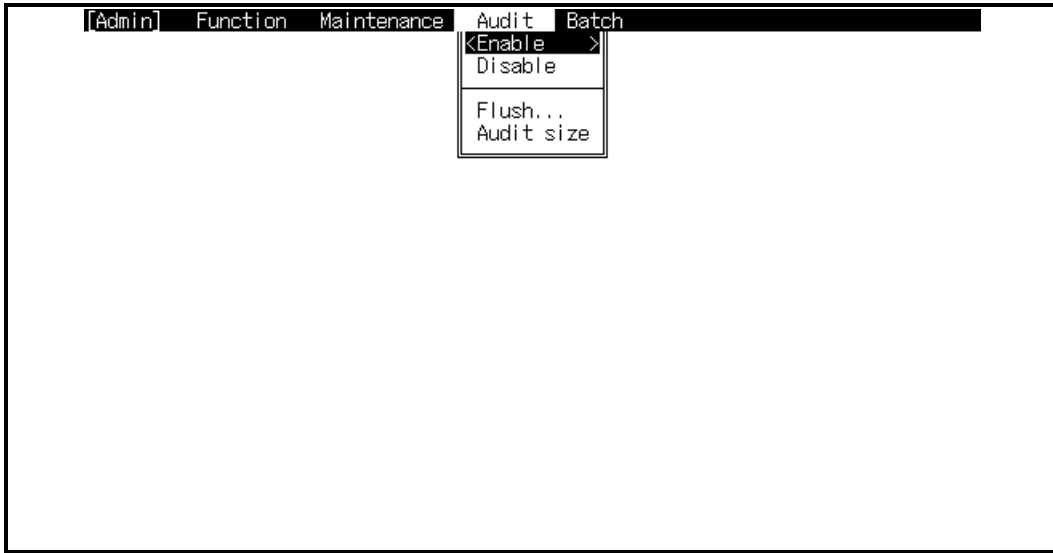 [Admin] Function Maintenance Audit Batch
<Enable >
Disable
Flush...
Audit size